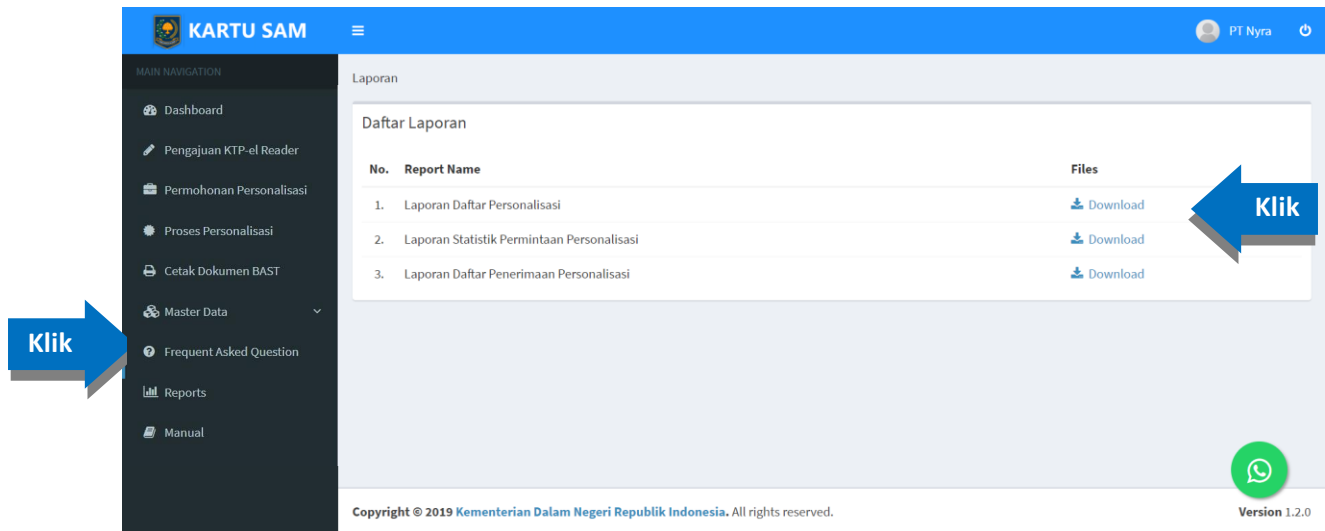 KARTU SAM
PT Nyra
MAIN NAVIGATION
Dashboard
Pengajuan KTP-el Reader
Permohonan Personalisasi
Proses Personalisasi
Cetak Dokumen BAST
Master Data
Frequent Asked Question
Reports
Manual
Klik
Laporan
Daftar Laporan
No. Report Name Files
1. Laporan Daftar Personalisasi Download
2. Laporan Statistik Permintaan Personalisasi Download
3. Laporan Daftar Penerimaan Personalisasi Download
Klik
Copyright © 2019 Kementerian Dalam Negeri Republik Indonesia. All rights reserved. Version 1.2.0